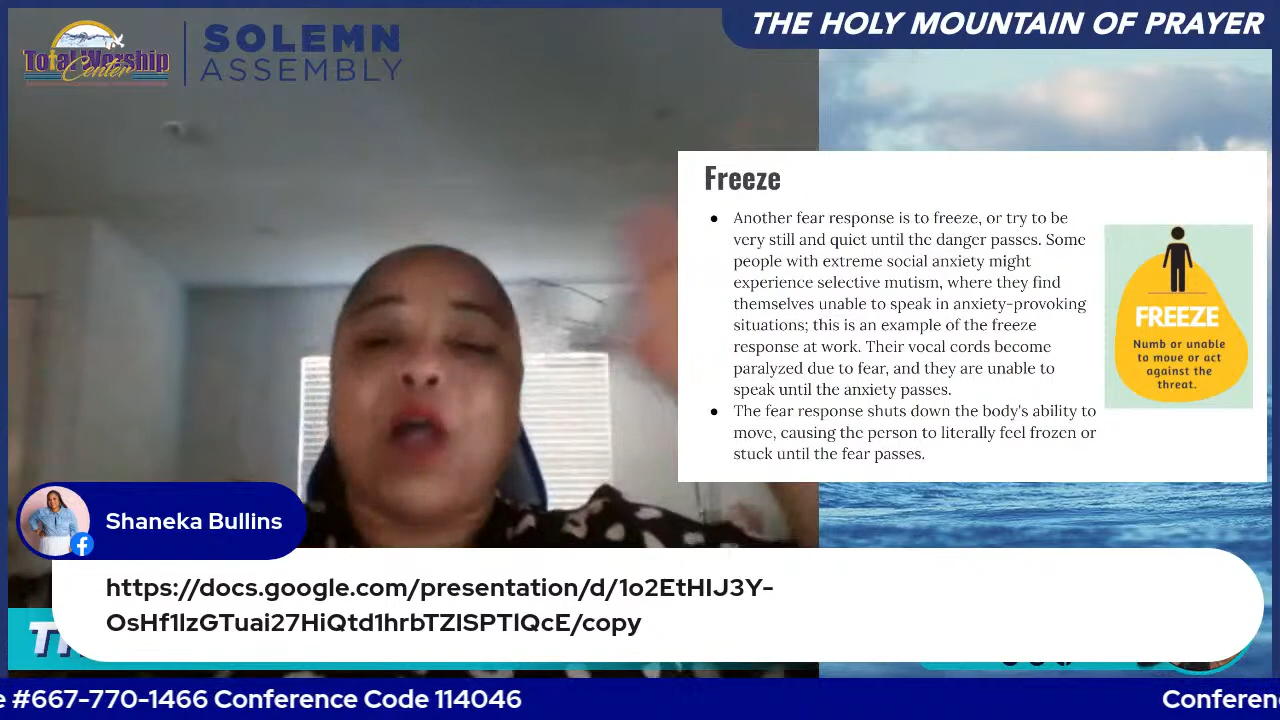 THE HOLY MOUNTAIN OF PRAYER
Total Worship
Center
SOLEMN
ASSEMBLY
Freeze
● Another fear response is to freeze, or try to be
very still and quiet until the danger passes. Some
people with extreme social anxiety might
experience selective mutism, where they find
themselves unable to speak in anxiety-provoking
situations; this is an example of the freeze
response at work. Their vocal cords become
paralyzed due to fear, and they are unable to
speak until the anxiety passes.
● The fear response shuts down the body's ability to
move, causing the person to literally feel frozen or
stuck until the fear passes.
FREEZE
Numb or unable
to move or act
against the
threat.
Shaneka Bullins
https://docs.google.com/presentation/d/1o2EtHIJ3Y-
OsHf1lzGTuai27HiQtd1hrbTZISPTlQcE/copy
e #667-770-1466 Conference Code 114046
Conferen